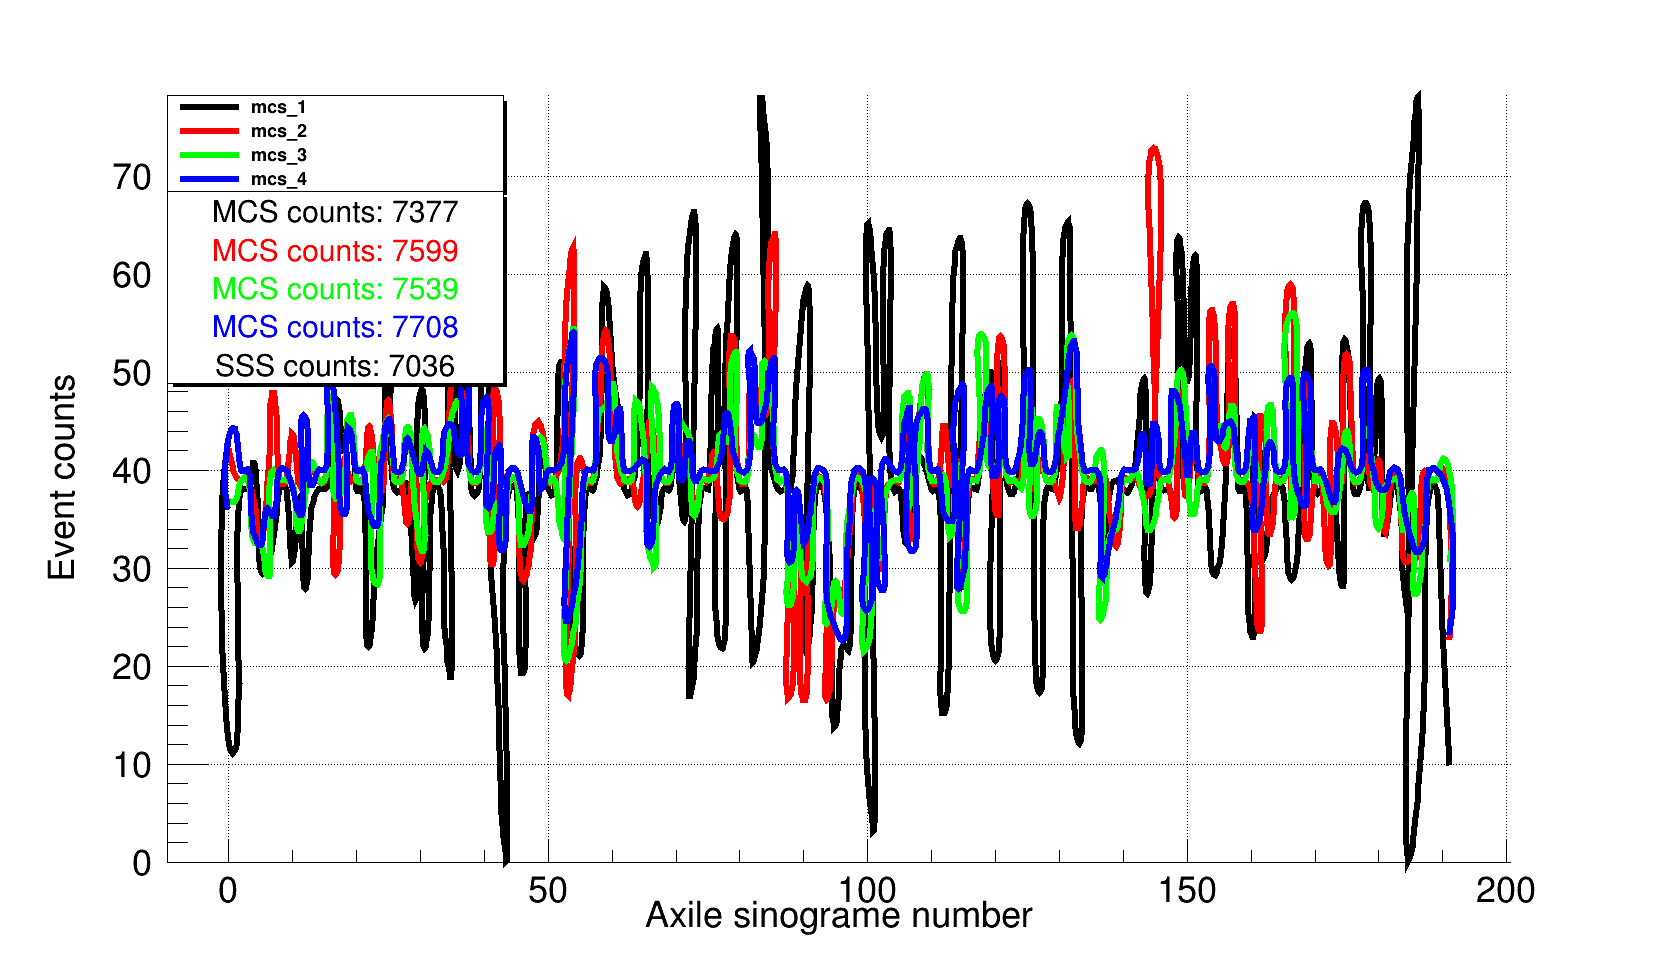 mcs_1
mcs_2
mcs_3
mcs_4
MCS counts: 7377
MCS counts: 7599
MCS counts: 7539
MCS counts: 7708
SSS counts: 7036
70
60
50
40
30
20
10
0
Event counts
0 50 100 150 200
Axile sinograme number